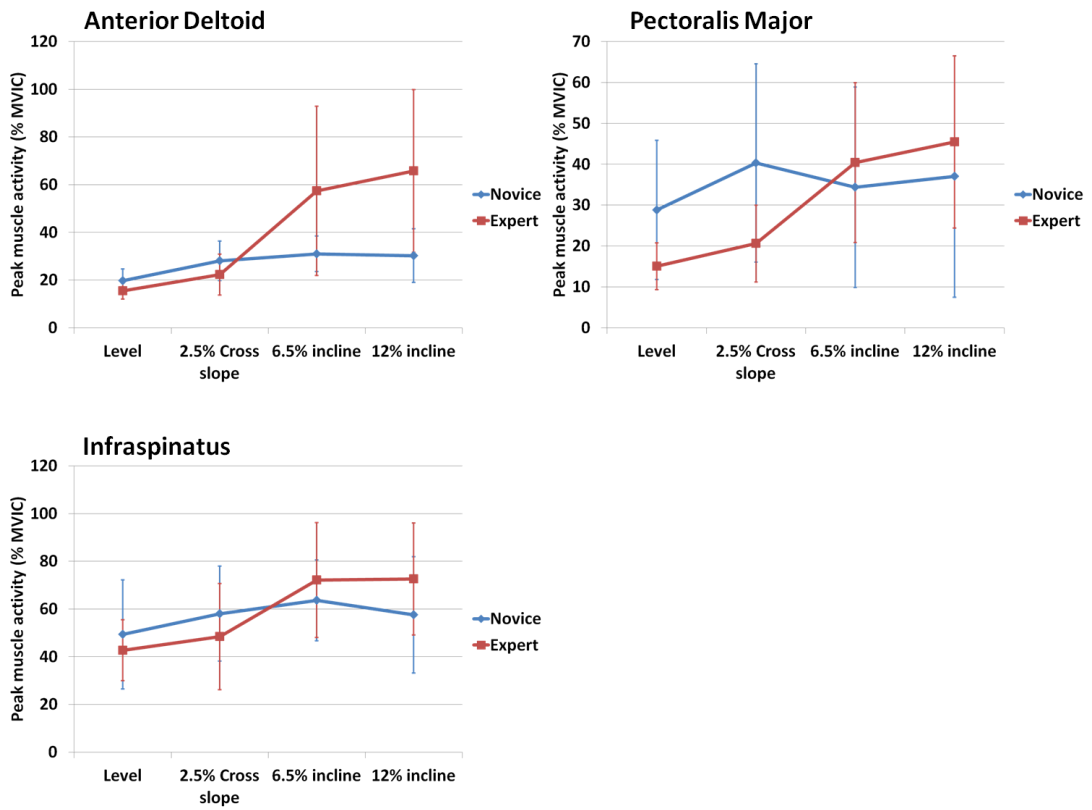 Anterior Deltoid
Peak muscle activity (% MVIC)
120
100
80
60
40
20
0
Level
2.5% Cross
slope
6.5% incline
12% incline
Novice
Expert
Pectoralis Major
Peak muscle activity (% MVIC)
70
60
50
40
30
20
10
0
Level
2.5% Cross
slope
6.5% incline
12% incline
Novice
Expert
Infraspinatus
Peak muscle activity (% MVIC)
120
100
80
60
40
20
0
Level
2.5% Cross
slope
6.5% incline
12% incline
Novice
Expert